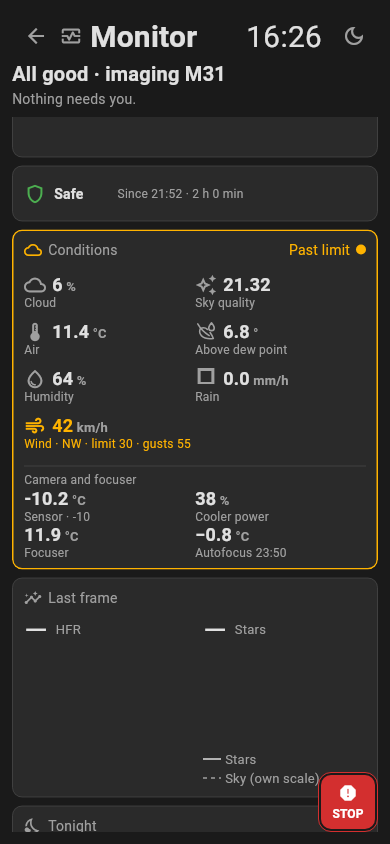 Monitor 16:26
All good · imaging M31
Nothing needs you.
Safe Since 21:52 · 2 h 0 min
Conditions Past limit
6 % 21.32
Cloud Sky quality
11.4 °C 6.8 °
Air Above dew point
64 % 0.0 mm/h
Humidity Rain
42 km/h
Wind · NW · limit 30 · gusts 55
Camera and focuser
-10.2 °C 38 %
Sensor · -10 Cooler power
11.9 °C −0.8 °C
Focuser Autofocus 23:50
Last frame
HFR Stars
Stars
Sky (own scale)
STOP
Tonight